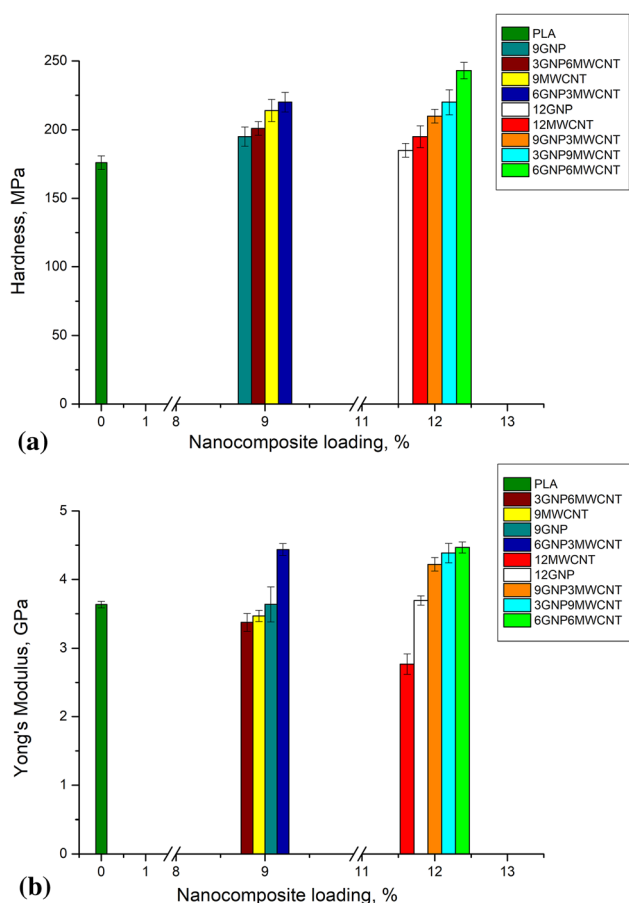 250
200
150
100
50
0
Hardness, MPa
0 1 8 9 11 12 13
Nanocomposite loading, %
(a)
PLA
9GNP
3GNP6MWCNT
9MWCNT
6GNP3MWCNT
12GNP
12MWCNT
9GNP3MWCNT
3GNP9MWCNT
6GNP6MWCNT
5
4
3
2
1
0
Yong's Modulus, GPa
0 1 8 9 11 12 13
Nanocomposite loading, %
(b)
PLA
3GNP6MWCNT
9MWCNT
9GNP
6GNP3MWCNT
12MWCNT
12GNP
9GNP3MWCNT
3GNP9MWCNT
6GNP6MWCNT